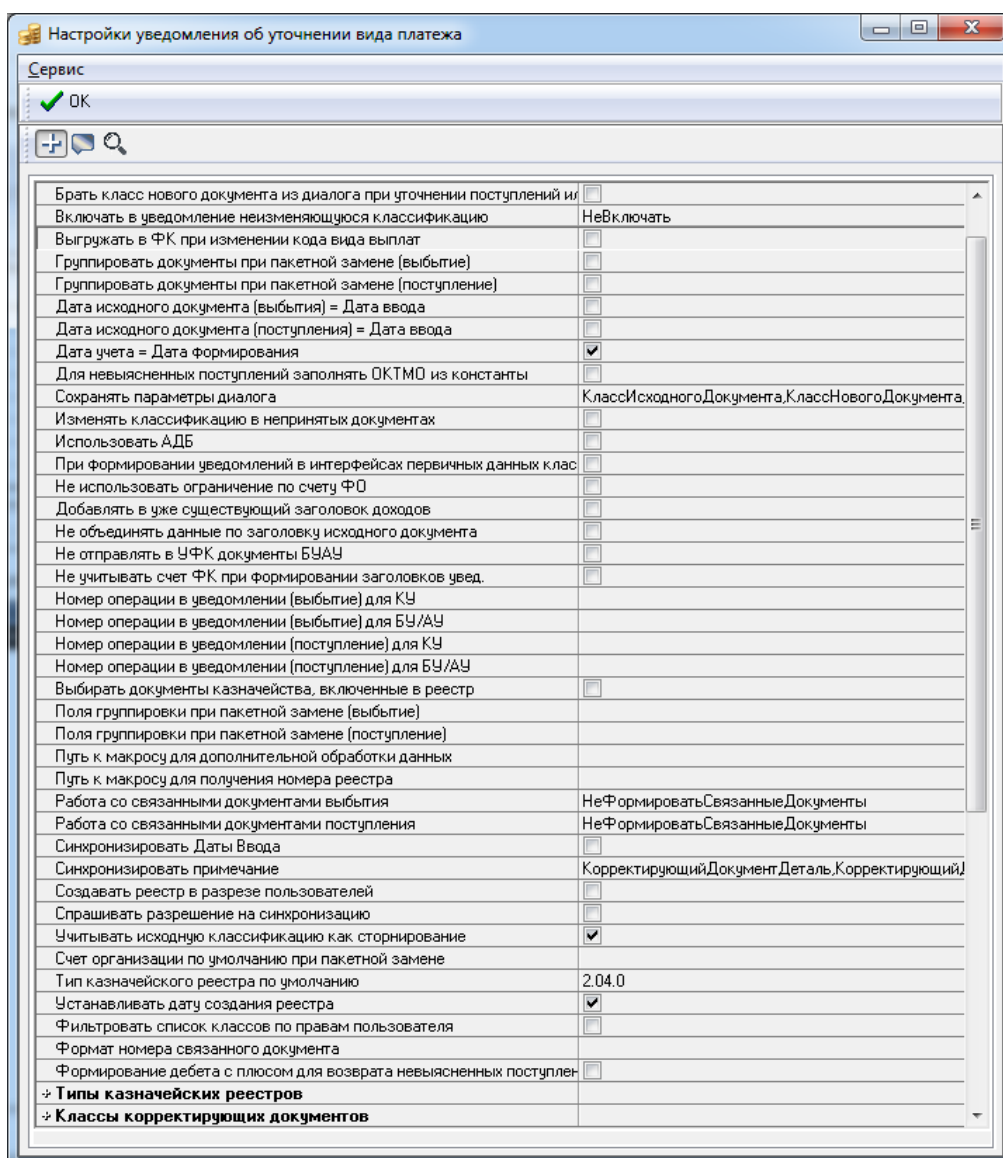 Настройки уведомления об уточнении вида платежа
Сервис
OK
Брать класс нового документа из диалога при уточнении поступлений ил
Включать в уведомление неизменяющуюся классификацию НеВключать
Выгружать в ФК при изменении кода вида выплат
Группировать документы при пакетной замене (выбытие)
Группировать документы при пакетной замене (поступление)
Дата исходного документа (выбытия) = Дата ввода
Дата исходного документа (поступления) = Дата ввода
Дата учета = Дата формирования
Для невыясненных поступлений заполнять ОКТМО из константы
Сохранять параметры диалога КлассИсходногоДокумента,КлассНовогоДокумента,
Изменять классификацию в непринятых документах
Использовать АДБ
При формировании уведомлений в интерфейсах первичных данных клас
Не использовать ограничение по счету ФО
Добавлять в уже существующий заголовок доходов
Не объединять данные по заголовку исходного документа
Не отправлять в УФК документы БУАУ
Не учитывать счет ФК при формировании заголовков увед.
Номер операции в уведомлении (выбытие) для КУ
Номер операции в уведомлении (выбытие) для БУ/АУ
Номер операции в уведомлении (поступление) для КУ
Номер операции в уведомлении (поступление) для БУ/АУ
Выбирать документы казначейства, включенные в реестр
Поля группировки при пакетной замене (выбытие)
Поля группировки при пакетной замене (поступление)
Путь к макросу для дополнительной обработки данных
Путь к макросу для получения номера реестра
Работа со связанными документами выбытия НеФормироватьСвязанныеДокументы
Работа со связанными документами поступления НеФормироватьСвязанныеДокументы
Синхронизировать Даты Ввода
Синхронизировать примечание КорректирующийДокументДеталь,КорректирующийД
Создавать реестр в разрезе пользователей
Спрашивать разрешение на синхронизацию
Учитывать исходную классификацию как сторнирование
Счет организации по умолчанию при пакетной замене
Тип казначейского реестра по умолчанию 2.04.0
Устанавливать дату создания реестра
Фильтровать список классов по правам пользователя
Формат номера связанного документа
Формирование дебета с плюсом для возврата невыясненных поступлен
Типы казначейских реестров
Классы корректирующих документов